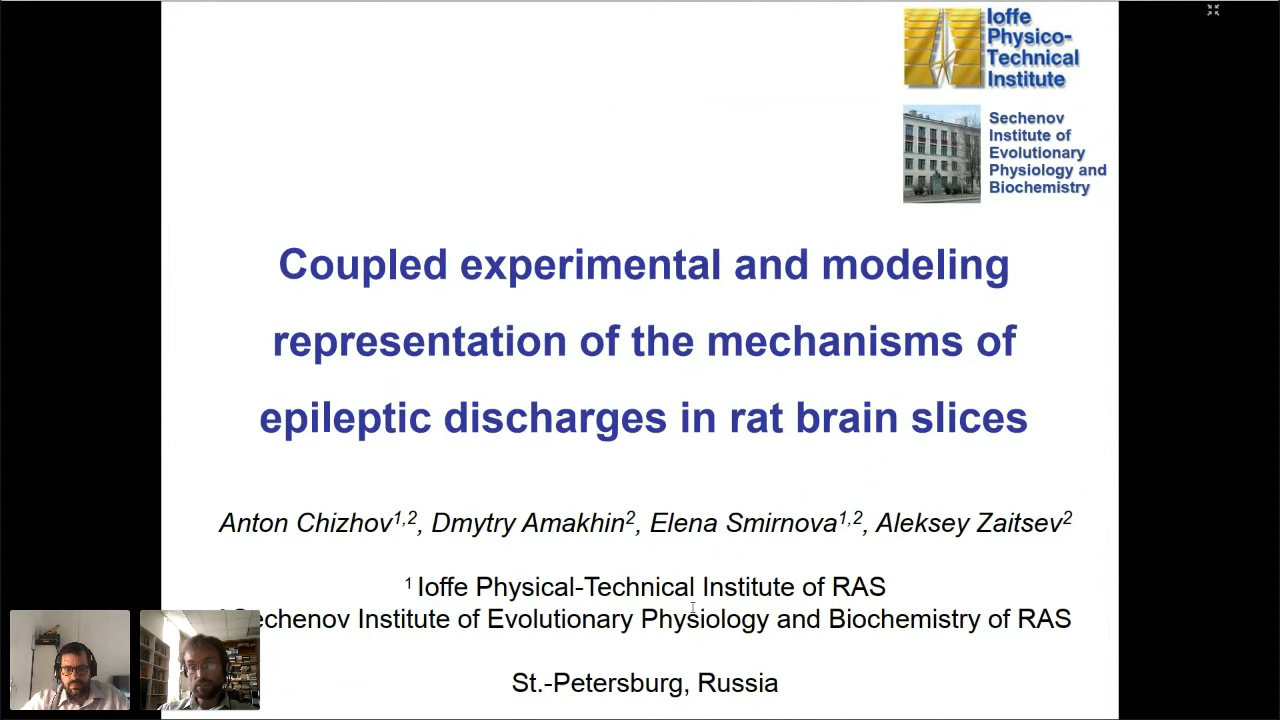 Ioffe
Physico-
Technical
Institute
Sechenov
Institute of
Evolutionary
Physiology and
Biochemistry
Coupled experimental and modeling
representation of the mechanisms of
epileptic discharges in rat brain slices
Anton Chizhov1,2, Dmytry Amakhin2, Elena Smirnova1,2, Aleksey Zaitsev2
1 Ioffe Physical-Technical Institute of RAS
Sechenov Institute of Evolutionary Physiology and Biochemistry of RAS
St.-Petersburg, Russia